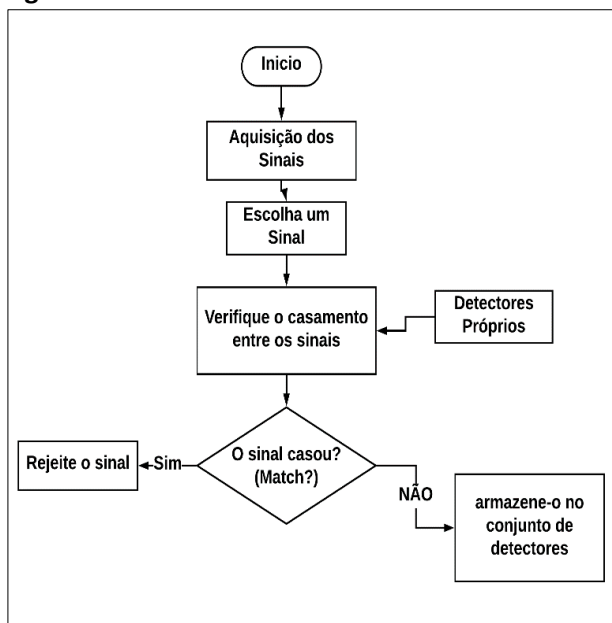 Inicio
Aquisição dos
Sinais
Escolha um
Sinal
Verifique o casamento
entre os sinais
Detectores
Próprios
O sinal casou?
(Match?)
Sim
Rejeite o sinal
NÃO
armazene-o no
conjunto de
detectores